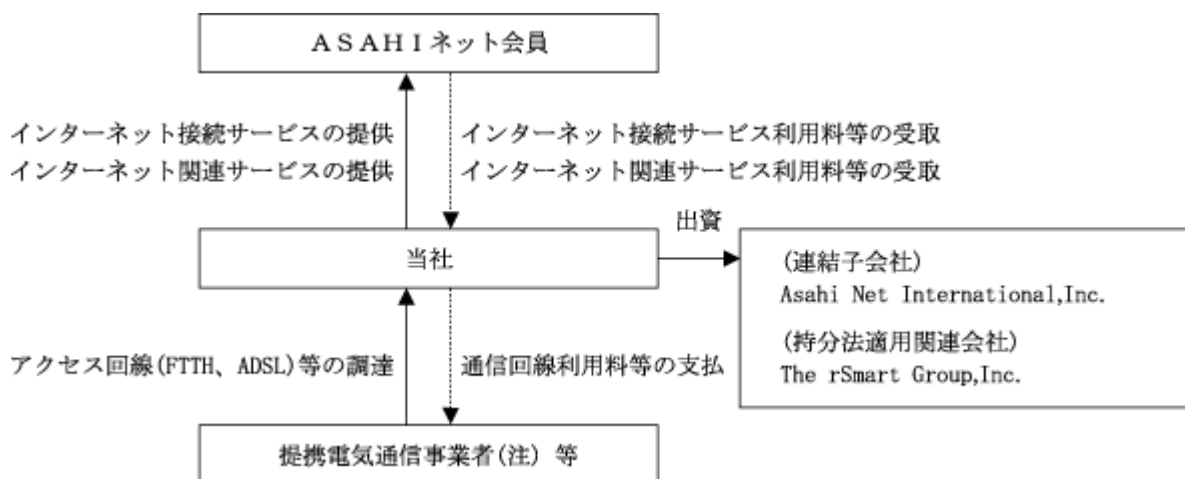 ＡＳＡＨＩネット会員
インターネット接続サービスの提供
インターネット関連サービスの提供
インターネット接続サービス利用料等の受取
インターネット関連サービス利用料等の受取
出資
当社
(連結子会社)
Asahi Net International,Inc.
(持分法適用関連会社)
The rSmart Group,Inc.
アクセス回線(FTTH、ADSL)等の調達
通信回線利用料等の支払
提携電気通信事業者(注) 等